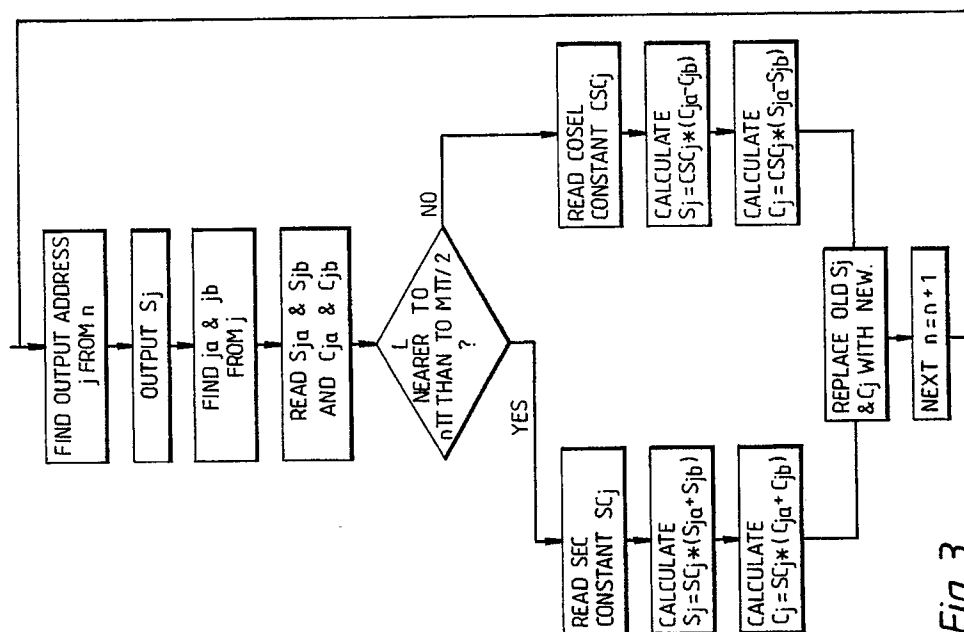 FIND OUTPUT ADDRESS
j FROM n
OUTPUT Sj
FIND ja & jb
FROM j
READ Sja & Sjb
AND Cja & Cjb
L
NEARER TO
nπ THAN TO Mπ/2
?
YES
NO
READ SEC
CONSTANT SCj
CALCULATE
Sj=SCj*(Sja+Sjb)
CALCULATE
Cj=SCj*(Cja+Cjb)
READ COSEL
CONSTANT CSCj
CALCULATE
Sj=CSCj*(Cja-Cjb)
CALCULATE
Cj=CSCj*(Sja-Sjb)
REPLACE OLD Sj
& Cj WITH NEW.
NEXT n=n+1
Fig. 3